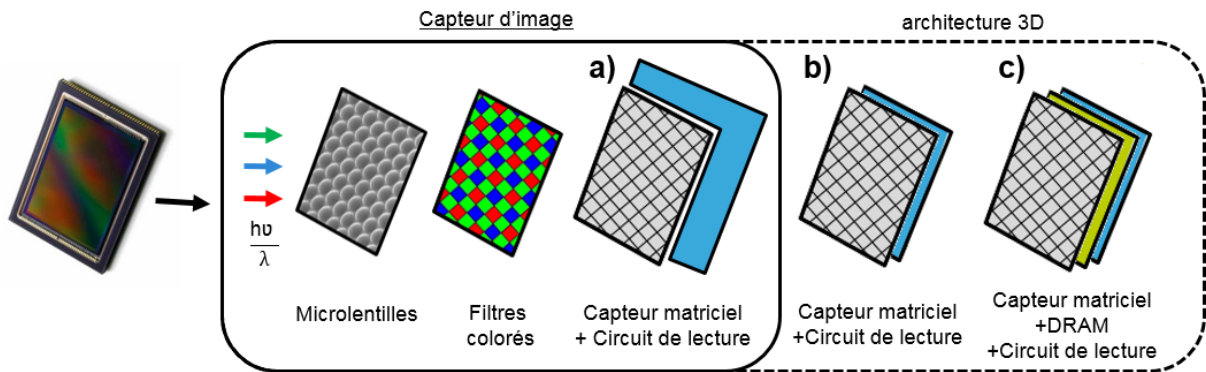 Capteur d’image
architecture 3D
a)
b)
c)
hυ
λ
Microlentilles
Filtres
colorés
Capteur matriciel
+ Circuit de lecture
Capteur matriciel
+Circuit de lecture
Capteur matriciel
+DRAM
+Circuit de lecture